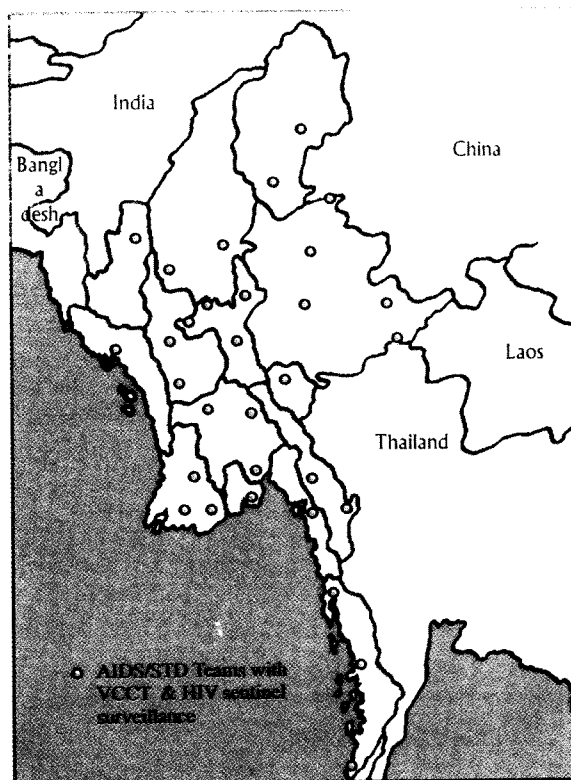 India
China
Bangl
a
desh
Laos
Thailand
AIDS/STD Teams with
VCCT & HIV sentinel
surveillance